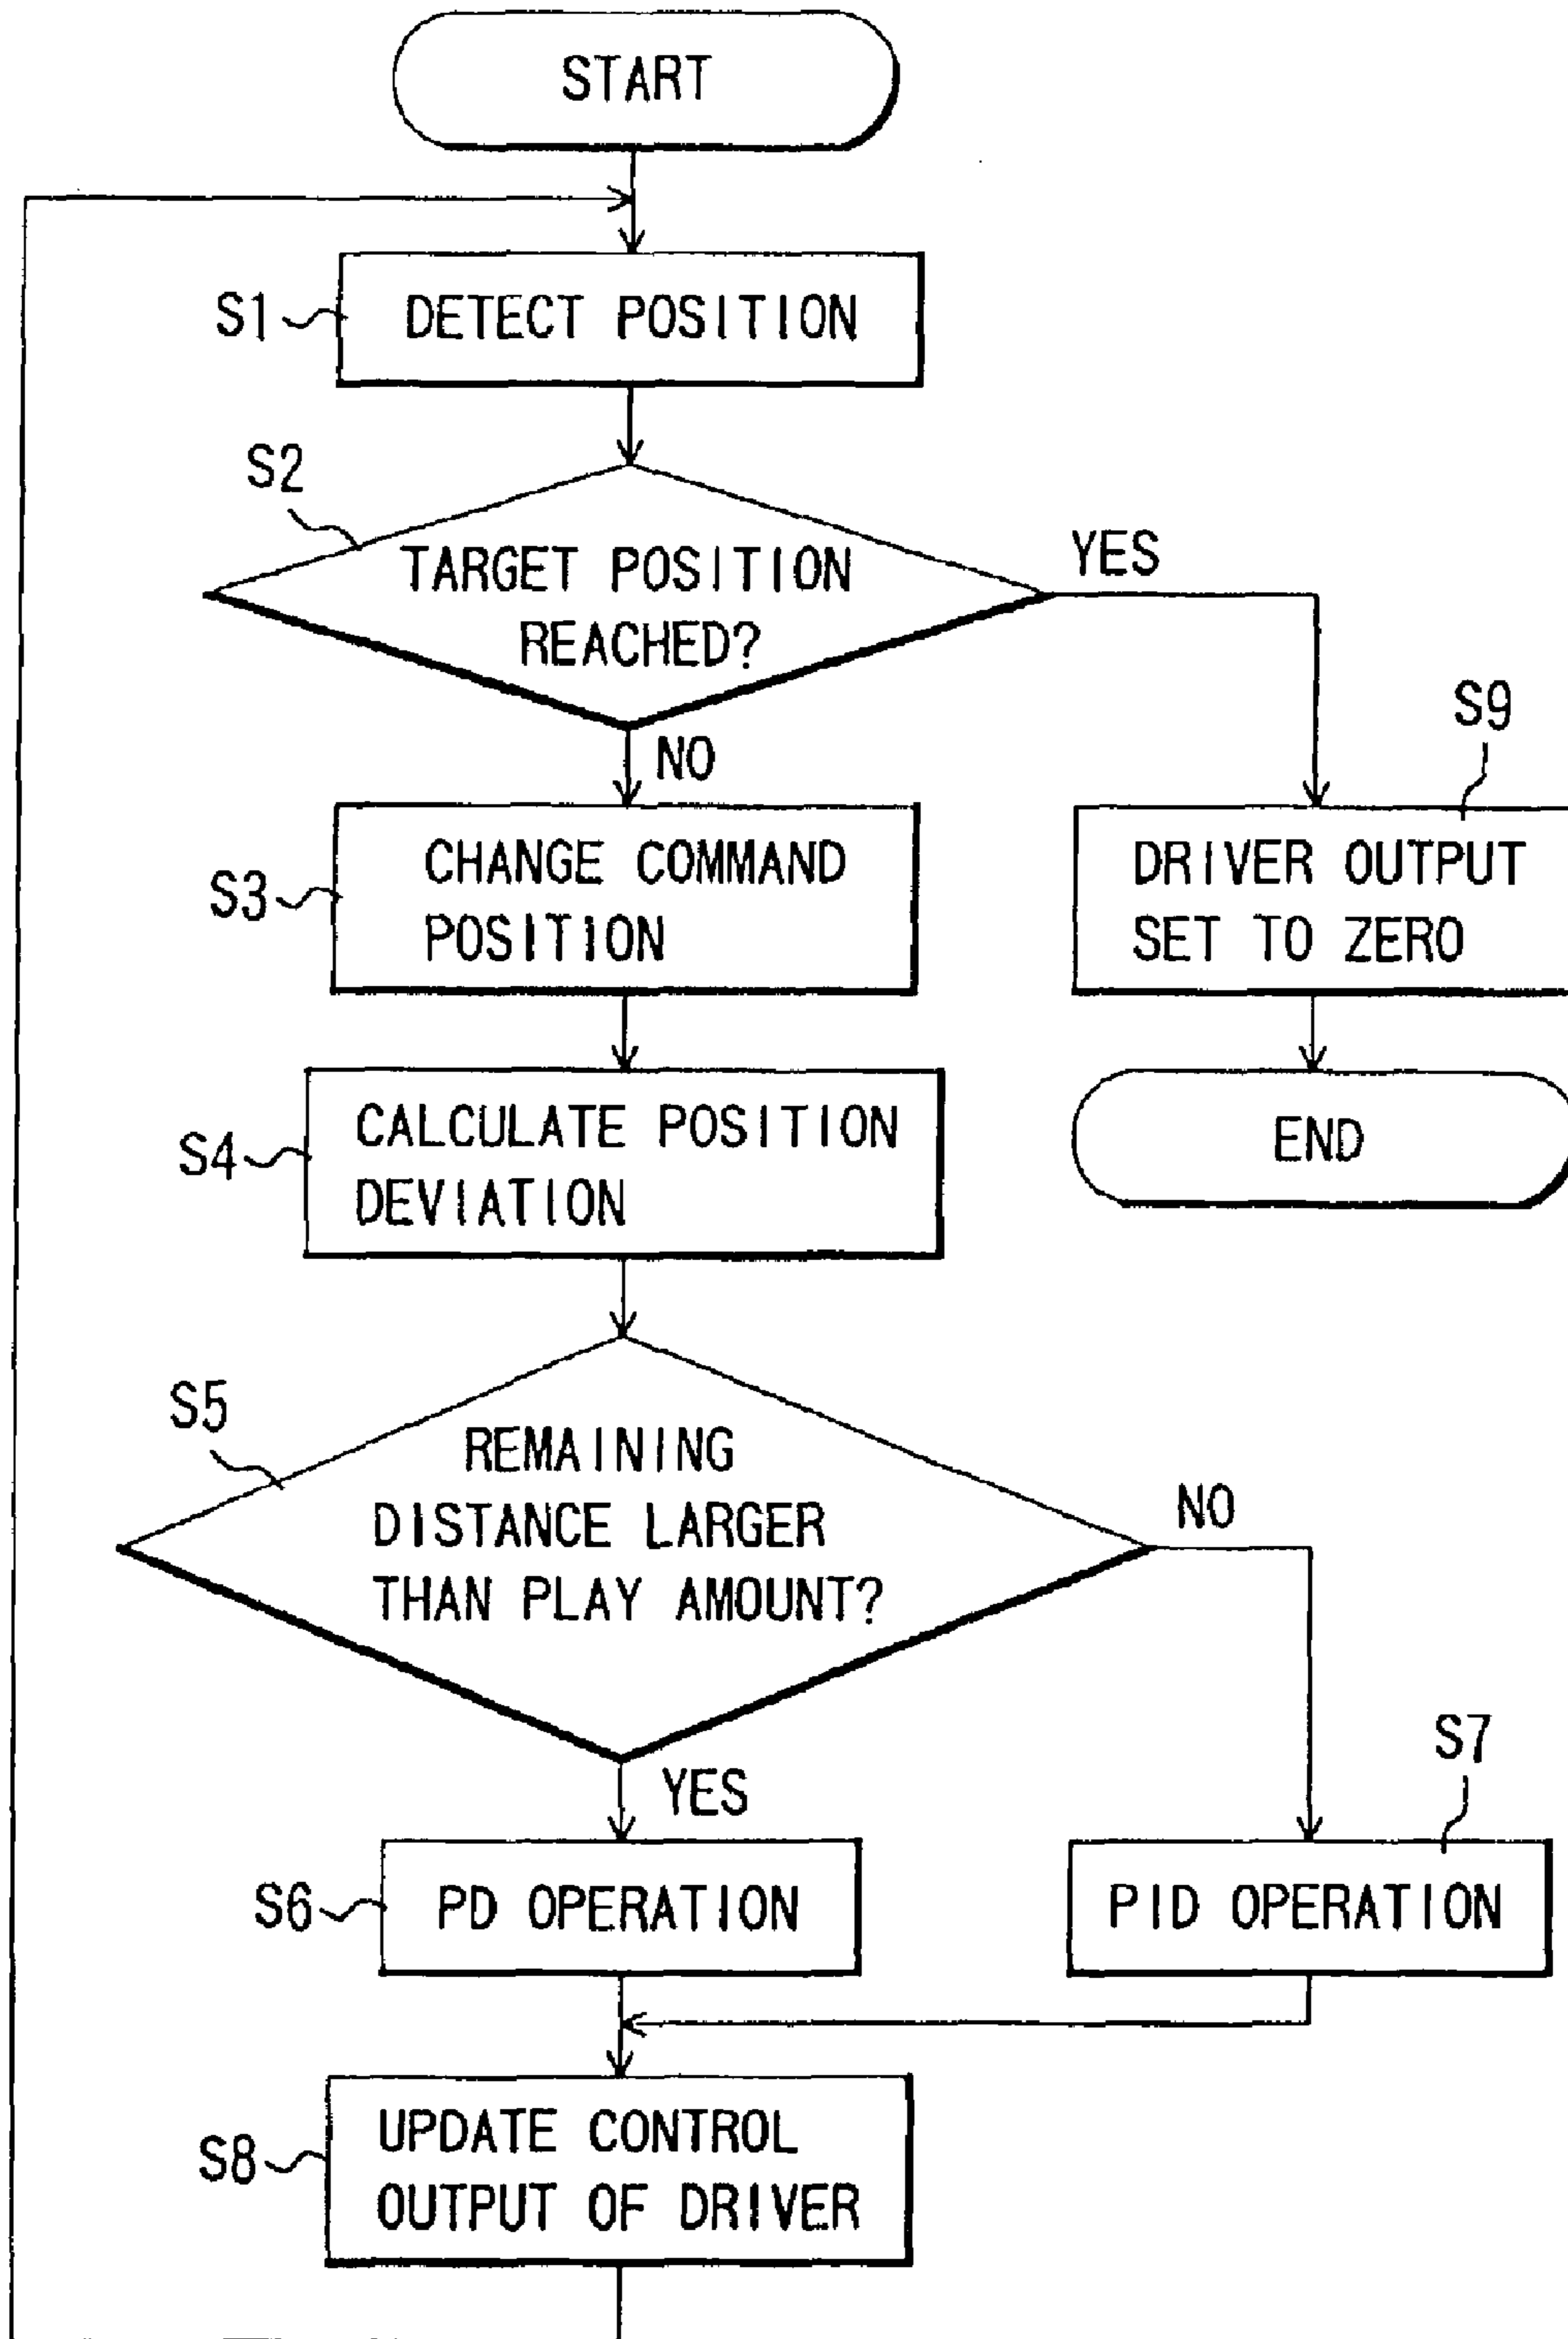 START
S1
DETECT POSITION
S2
TARGET POSITION
REACHED?
YES
NO
S9
S3
CHANGE COMMAND
POSITION
DRIVER OUTPUT
SET TO ZERO
S4
CALCULATE POSITION
DEVIATION
END
S5
REMAINING
DISTANCE LARGER
THAN PLAY AMOUNT?
NO
YES
S7
S6
PD OPERATION
PID OPERATION
S8
UPDATE CONTROL
OUTPUT OF DRIVER